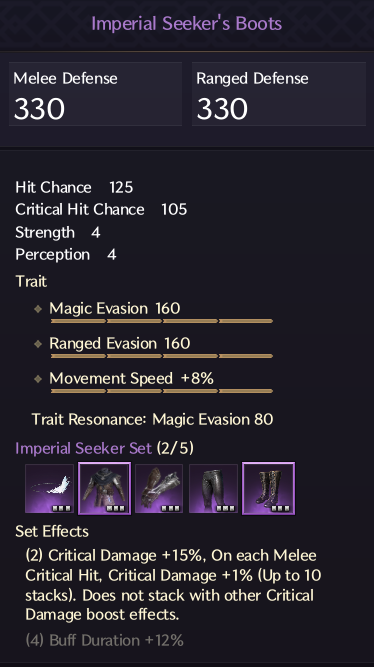 Imperial Seeker's Boots
Melee Defense
330
Ranged Defense
330
Hit Chance 125
Critical Hit Chance 105
Strength 4
Perception 4
Trait
Magic Evasion 160
Ranged Evasion 160
Movement Speed +8%
Trait Resonance: Magic Evasion 80
Imperial Seeker Set (2/5)
Set Effects
(2) Critical Damage +15%, On each Melee
Critical Hit, Critical Damage +1% (Up to 10
stacks). Does not stack with other Critical
Damage boost effects.
(4) Buff Duration +12%